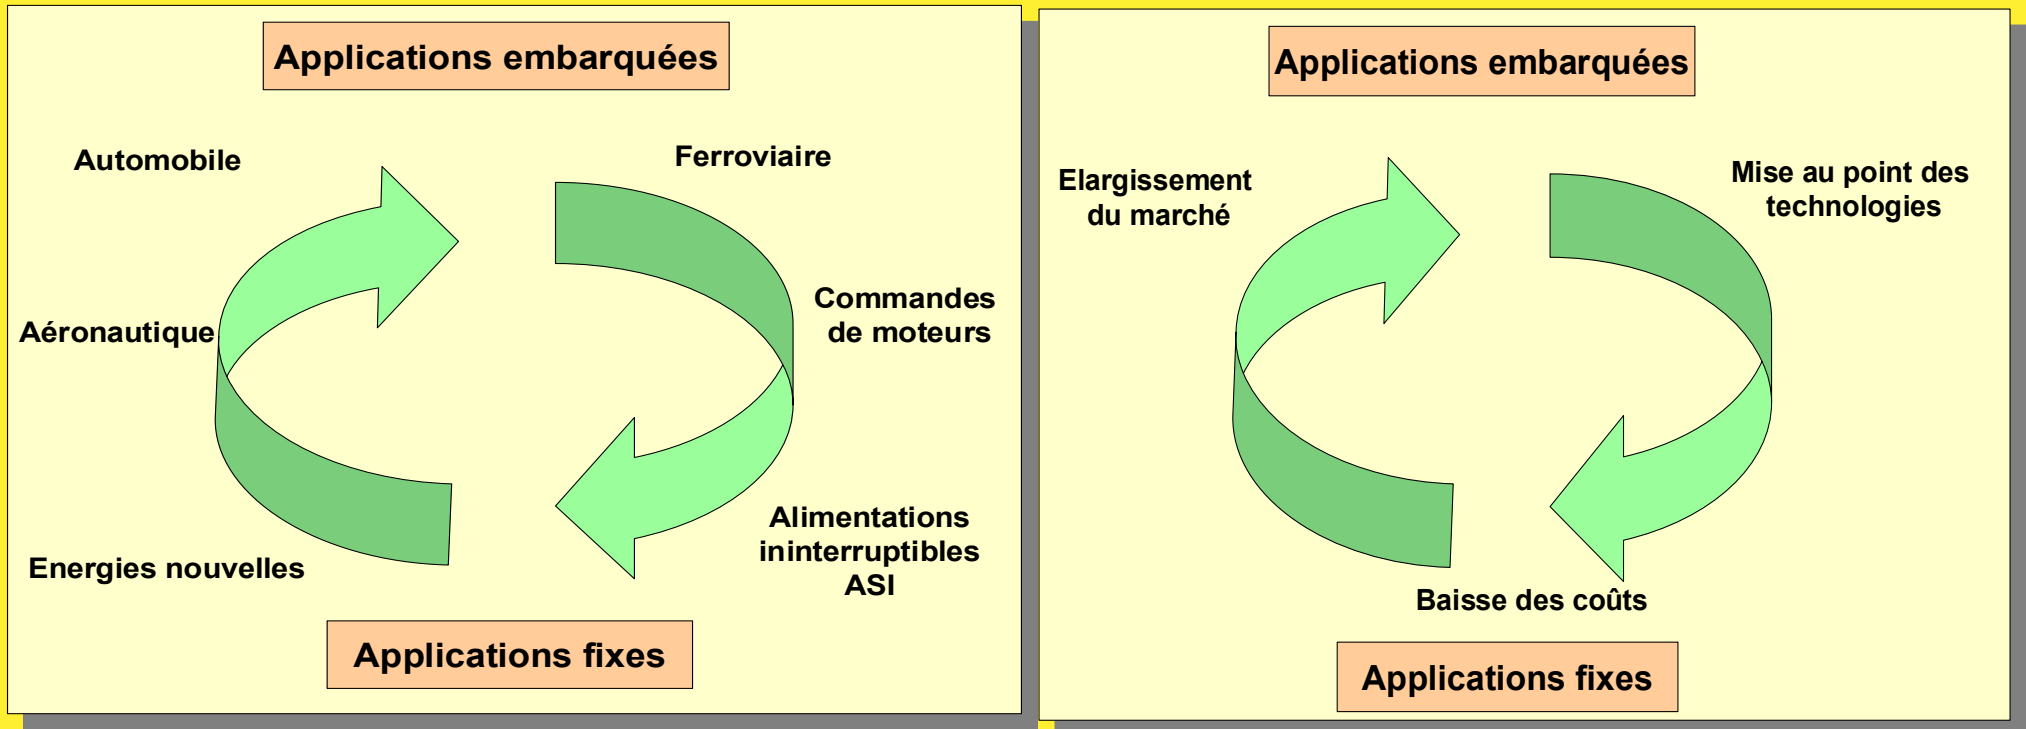 Applications embarquées
Automobile
Ferroviaire
Commandes
de moteurs
Aéronautique
Alimentations
ininterruptibles
ASI
Energies nouvelles
Applications fixes
Applications embarquées
Elargissement
du marché
Mise au point des
technologies
Baisse des coûts
Applications fixes